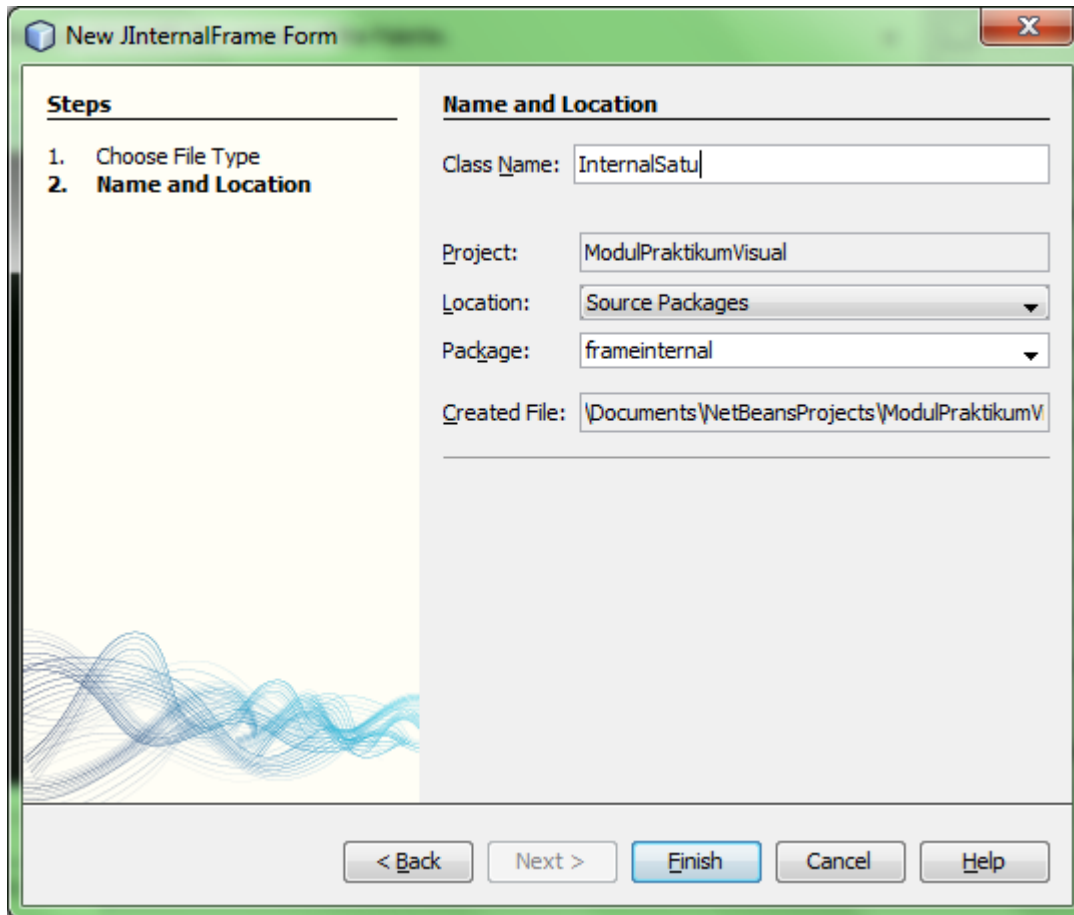 New JInternalFrame Form
Steps
1. Choose File Type
2. Name and Location
Name and Location
Class Name: InternalSatu
Project: ModulPraktikumVisual
Location: Source Packages
Package: frameinternal
Created File: \Documents\NetBeansProjects\ModulPraktikumV
< Back Next > Finish Cancel Help